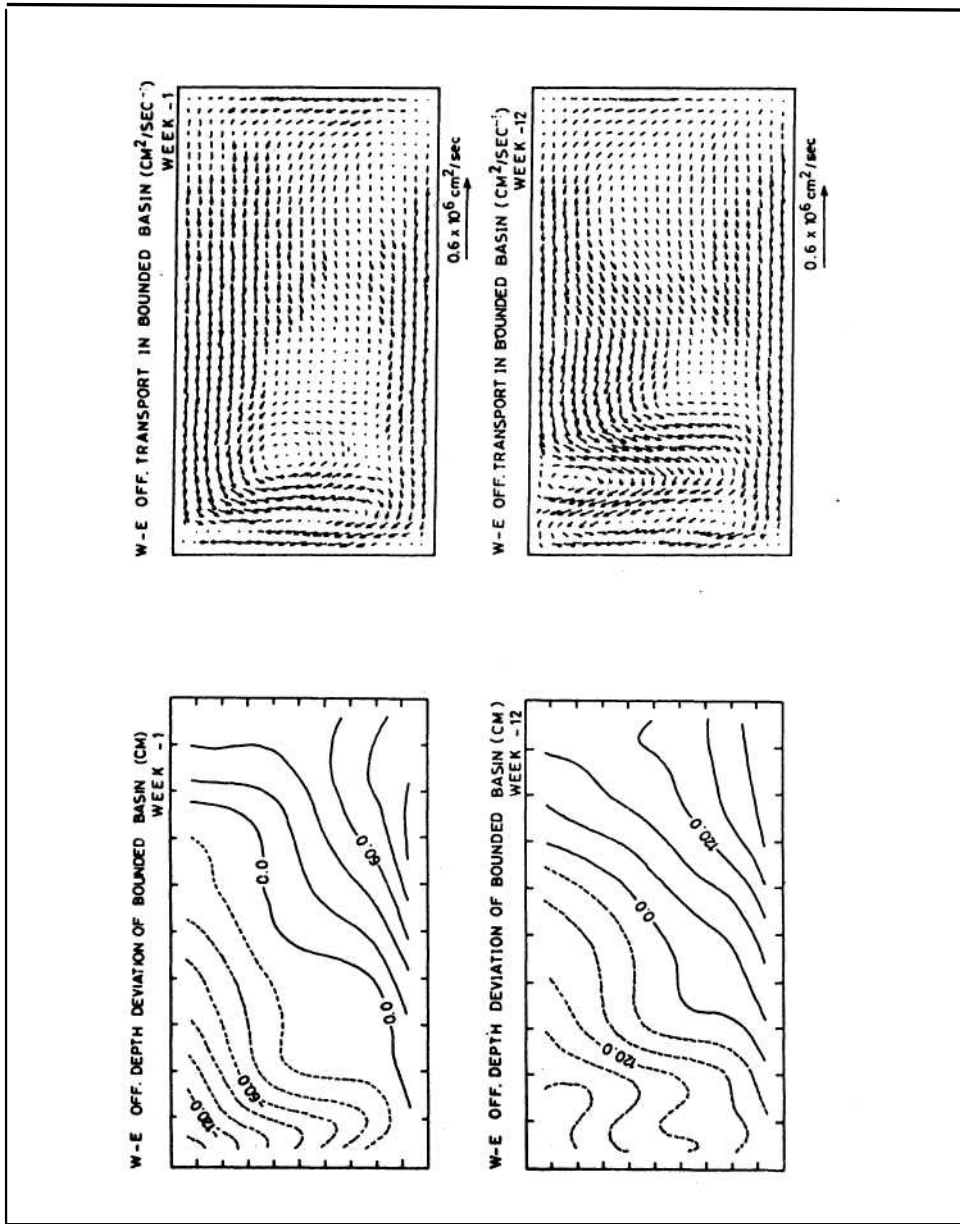 W-E OFF. DEPTH DEVIATION OF BOUNDED BASIN (CM)
WEEK -1
-120.0
-60.0
0.0
0.0
60.0
W-E OFF. TRANSPORT IN BOUNDED BASIN (CM²/SEC⁻¹)
WEEK -1
0.6 x 10⁶ cm²/sec
W-E OFF. DEPTH DEVIATION OF BOUNDED BASIN (CM)
WEEK -12
120.0
0.0
120.0
W-E OFF. TRANSPORT IN BOUNDED BASIN (CM²/SEC⁻¹)
WEEK -12
0.6 x 10⁶ cm²/sec